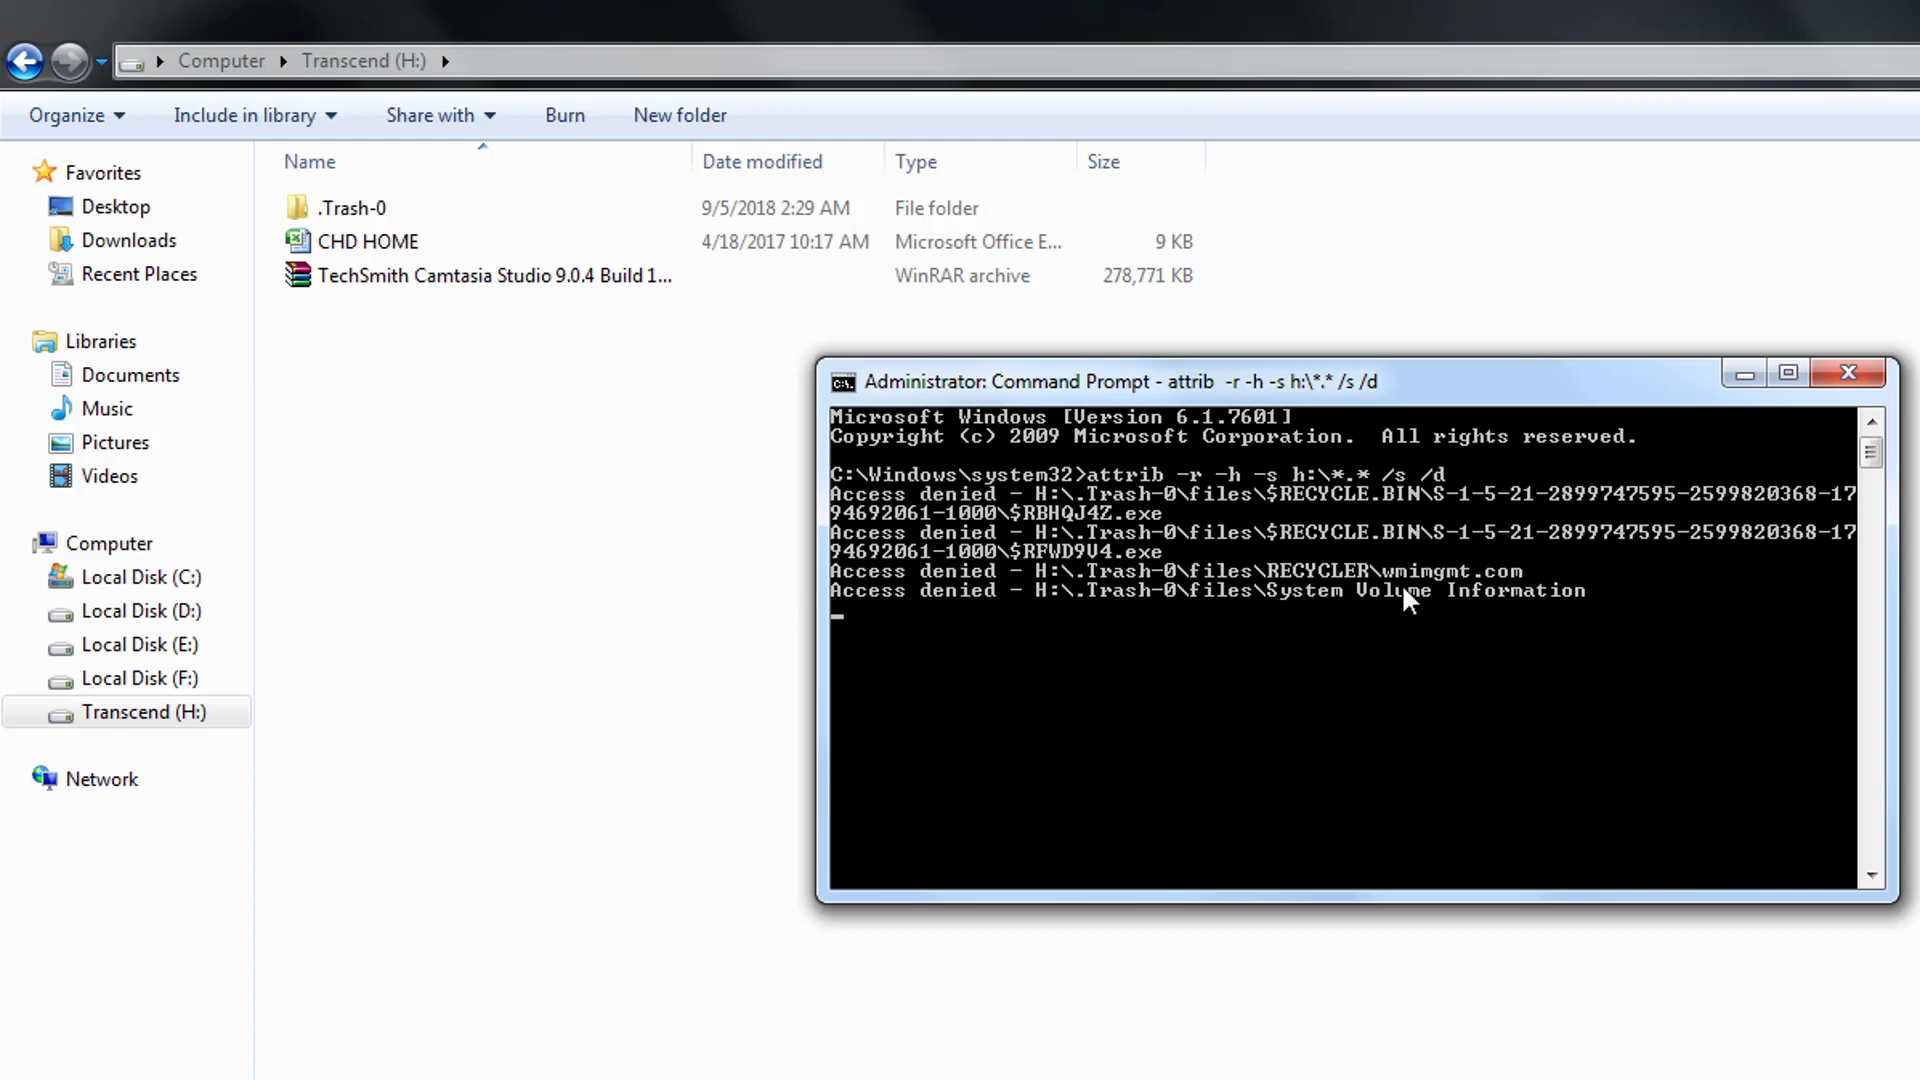 Computer Transcend (H:)
Organize Include in library Share with Burn New folder
Name Date modified Type Size
Favorites
Desktop
Downloads
Recent Places
Libraries
Documents
Music
Pictures
Videos
Computer
Local Disk (C:)
Local Disk (D:)
Local Disk (E:)
Local Disk (F:)
Transcend (H:)
Network
.Trash-0 9/5/2018 2:29 AM File folder
CHD HOME 4/18/2017 10:17 AM Microsoft Office E... 9 KB
TechSmith Camtasia Studio 9.0.4 Build 1... WinRAR archive 278,771 KB
Administrator: Command Prompt - attrib -r -h -s h:\*.* /s /d
Microsoft Windows [Version 6.1.7601]
Copyright (c) 2009 Microsoft Corporation. All rights reserved.
C:\Windows\system32>attrib -r -h -s h:\*.* /s /d
Access denied - H:\.Trash-0\files\$RECYCLE.BIN\S-1-5-21-2899747595-2599820368-17
94692061-1000\$RBHQJ4Z.exe
Access denied - H:\.Trash-0\files\$RECYCLE.BIN\S-1-5-21-2899747595-2599820368-17
94692061-1000\$RFWD9V4.exe
Access denied - H:\.Trash-0\files\RECYCLER\wmimgmt.com
Access denied - H:\.Trash-0\files\System Volume Information